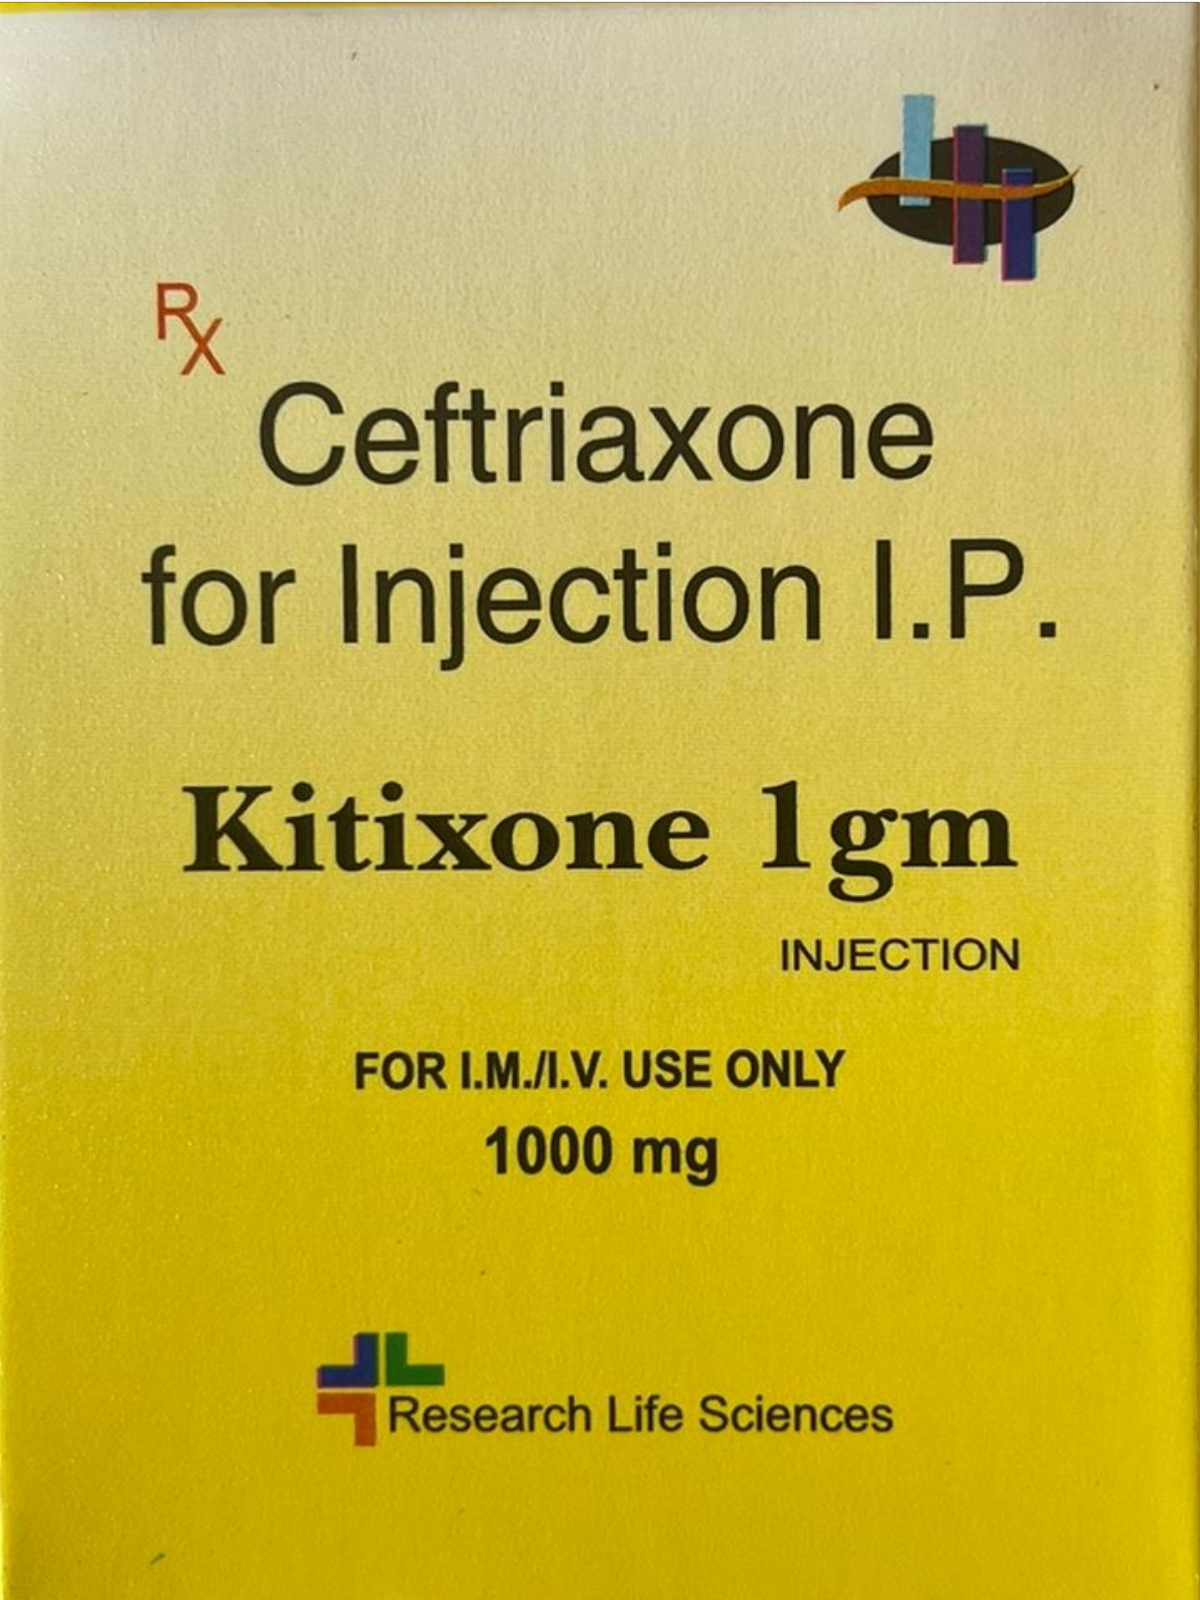 Rx
Ceftriaxone
for Injection I.P.
Kitixone 1gm
INJECTION
FOR I.M./I.V. USE ONLY
1000 mg
Research Life Sciences